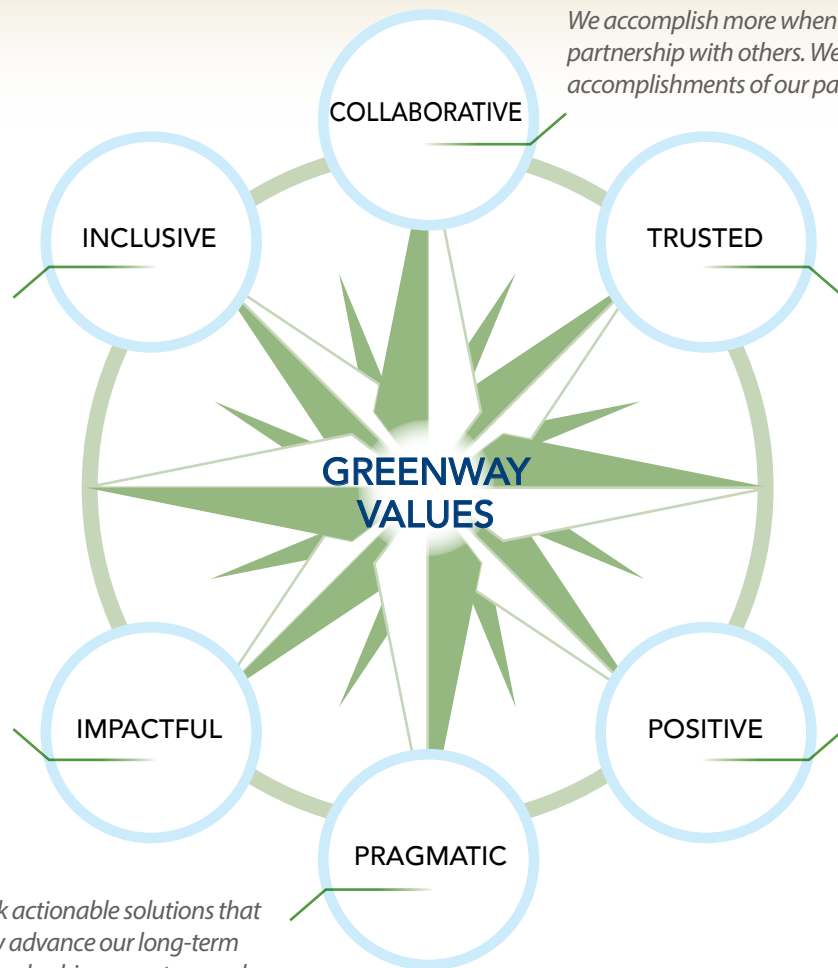 We accomplish more when
partnership with others. We
accomplishments of our pa
COLLABORATIVE
INCLUSIVE
TRUSTED
GREENWAY
VALUES
IMPACTFUL
POSITIVE
PRAGMATIC
actionable solutions that
advance our long-term